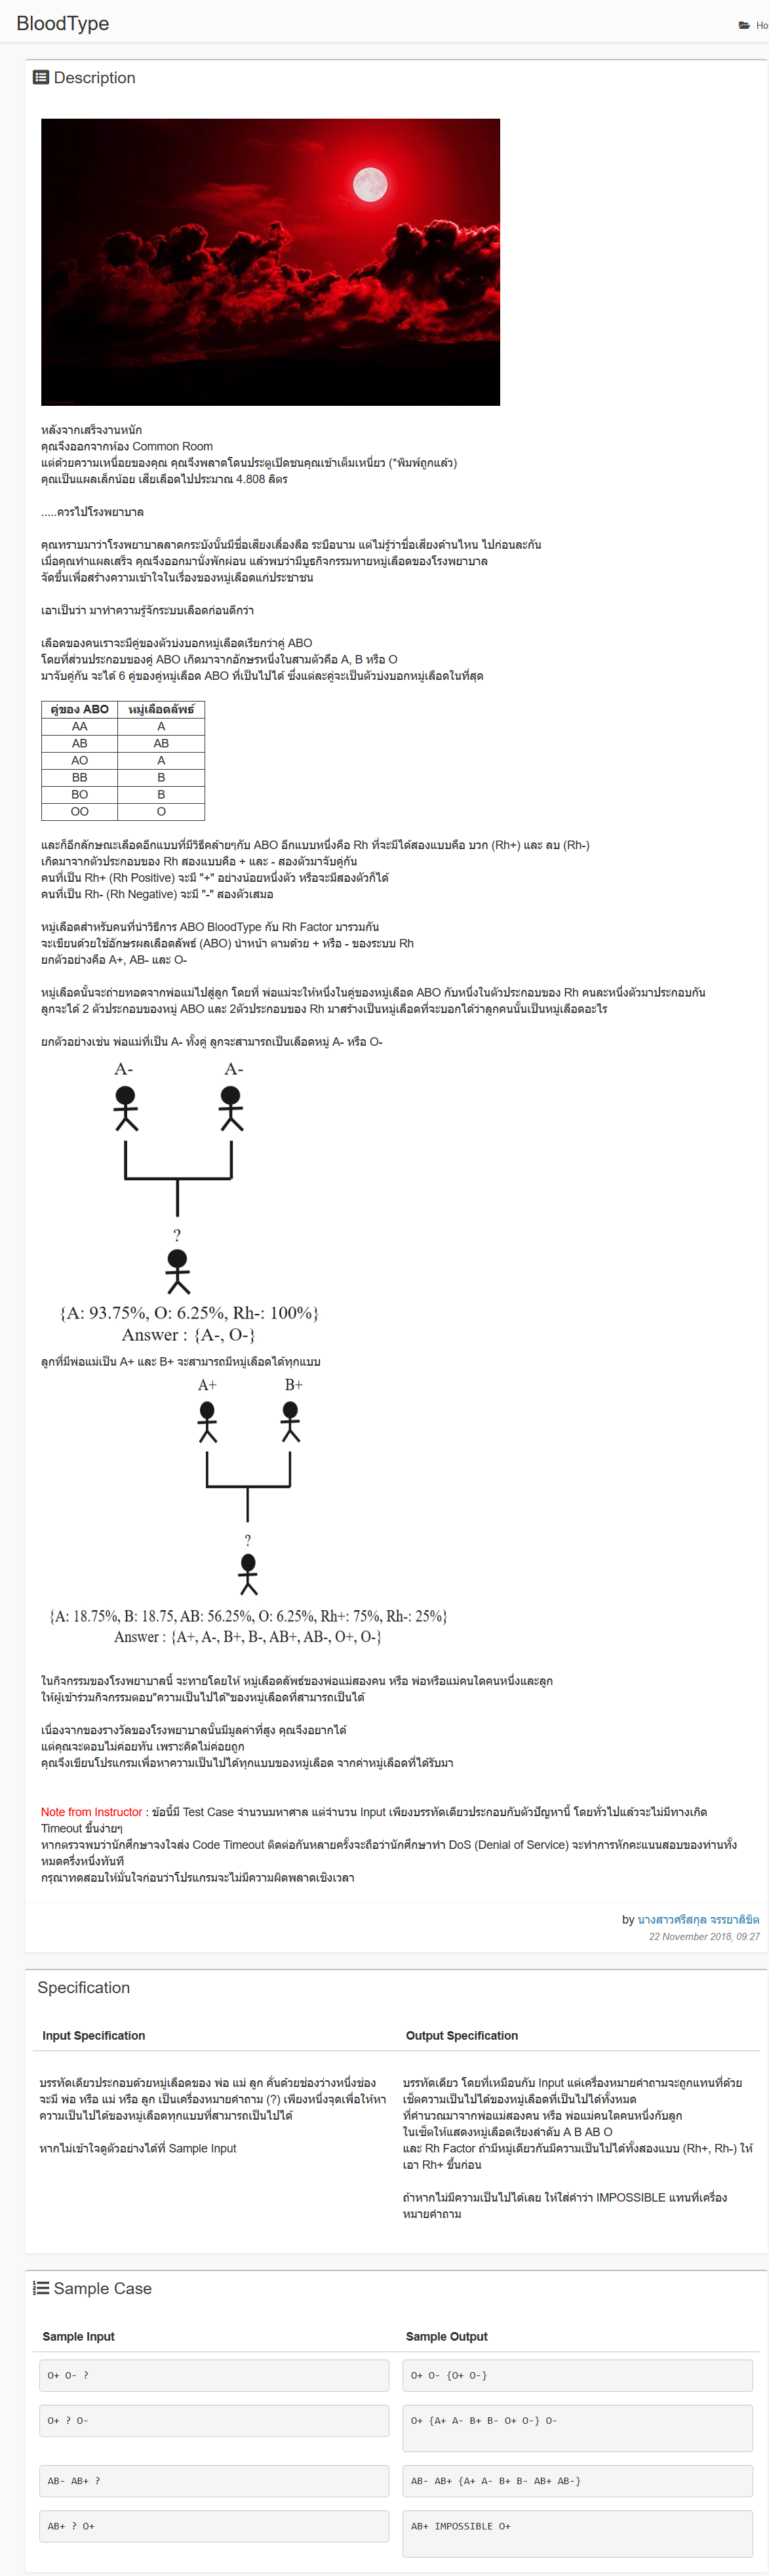 BloodType
Ho
Description
หลังจากเสร็จงานหนัก
คุณจึงออกจากห้อง Common Room
แต่ด้วยความเหนื่อยของคุณ คุณจึงพลาดโดนประตูเปิดชนคุณเข้าเต็มเหนี่ยว (*พิมพ์ถูกแล้ว)
คุณเป็นแผลเล็กน้อย เสียเลือดไปประมาณ 4.808 ลิตร
.....ควรไปโรงพยาบาล
คุณทราบมาว่าโรงพยาบาลลาดกระบังนั้นมีชื่อเสียงเลื่องลือ ระบือนาม แต่ไม่รู้ว่าชื่อเสียงด้านไหน ไปก่อนละกัน
เมื่อคุณทำแผลเสร็จ คุณจึงออกมานั่งพักผ่อน แล้วพบว่ามีบูธกิจกรรมทายหมู่เลือดของโรงพยาบาล
จัดขึ้นเพื่อสร้างความเข้าใจในเรื่องของหมู่เลือดแก่ประชาชน
เอาเป็นว่า มาทำความรู้จักระบบเลือดก่อนดีกว่า
เลือดของคนเราจะมีคู่ของตัวบ่งบอกหมู่เลือดเรียกว่าคู่ ABO
โดยที่ส่วนประกอบของคู่ ABO เกิดมาจากอักษรหนึ่งในสามตัวคือ A, B หรือ O
มาจับคู่กัน จะได้ 6 คู่ของคู่หมู่เลือด ABO ที่เป็นไปได้ ซึ่งแต่ละคู่จะเป็นตัวบ่งบอกหมู่เลือดในที่สุด
คู่ของ ABO หมู่เลือดลัพธ์
AA A
AB AB
AO A
BB B
BO B
OO O
และก็อีกลักษณะเลือดอีกแบบที่มีวิธีคล้ายๆกับ ABO อีกแบบหนึ่งคือ Rh ที่จะมีได้สองแบบคือ บวก (Rh+) และ ลบ (Rh-)
เกิดมาจากตัวประกอบของ Rh สองแบบคือ + และ - สองตัวมาจับคู่กัน
คนที่เป็น Rh+ (Rh Positive) จะมี "+" อย่างน้อยหนึ่งตัว หรือจะมีสองตัวก็ได้
คนที่เป็น Rh- (Rh Negative) จะมี "-" สองตัวเสมอ
หมู่เลือดสำหรับคนที่นำวิธีการ ABO BloodType กับ Rh Factor มารวมกัน
จะเขียนด้วยใช้อักษรผลเลือดลัพธ์ (ABO) นำหน้า ตามด้วย + หรือ - ของระบบ Rh
ยกตัวอย่างคือ A+, AB- และ O-
หมู่เลือดนั้นจะถ่ายทอดจากพ่อแม่ไปสู่ลูก โดยที่ พ่อแม่จะให้หนึ่งในคู่ของหมู่เลือด ABO กับหนึ่งในตัวประกอบของ Rh คนละหนึ่งตัวมาประกอบกัน
ลูกจะได้ 2 ตัวประกอบของหมู่ ABO และ 2ตัวประกอบของ Rh มาสร้างเป็นหมู่เลือดที่จะบอกได้ว่าลูกคนนั้นเป็นหมู่เลือดอะไร
ยกตัวอย่างเช่น พ่อแม่ที่เป็น A- ทั้งคู่ ลูกจะสามารถเป็นเลือดหมู่ A- หรือ O-
A- A-
?
{A: 93.75%, O: 6.25%, Rh-: 100%}
Answer : {A-, O-}
ลูกที่มีพ่อแม่เป็น A+ และ B+ จะสามารถมีหมู่เลือดได้ทุกแบบ
A+ B+
?
{A: 18.75%, B: 18.75, AB: 56.25%, O: 6.25%, Rh+: 75%, Rh-: 25%}
Answer : {A+, A-, B+, B-, AB+, AB-, O+, O-}
ในกิจกรรมของโรงพยาบาลนี้ จะทายโดยให้ หมู่เลือดลัพธ์ของพ่อแม่สองคน หรือ พ่อหรือแม่คนใดคนหนึ่งและลูก
ให้ผู้เข้าร่วมกิจกรรมตอบ"ความเป็นไปได้"ของหมู่เลือดที่สามารถเป็นได้
เนื่องจากของรางวัลของโรงพยาบาลนั้นมีมูลค่าที่สูง คุณจึงอยากได้
แต่คุณจะตอบไม่ค่อยทัน เพราะคิดไม่ค่อยถูก
คุณจึงเขียนโปรแกรมเพื่อหาความเป็นไปได้ทุกแบบของหมู่เลือด จากค่าหมู่เลือดที่ได้รับมา
Note from Instructor : ข้อนี้มี Test Case จำนวนมหาศาล แต่จำนวน Input เพียงบรรทัดเดียวประกอบกับตัวปัญหานี้ โดยทั่วไปแล้วจะไม่มีทางเกิด
Timeout ขึ้นง่ายๆ
หากตรวจพบว่านักศึกษาจงใจส่ง Code Timeout ติดต่อกันหลายครั้งจะถือว่านักศึกษาทำ DoS (Denial of Service) จะทำการหักคะแนนสอบของท่านทั้ง
หมดครึ่งหนึ่งทันที
กรุณาทดสอบให้มั่นใจก่อนว่าโปรแกรมจะไม่มีความผิดพลาดเชิงเวลา
by นางสาวศรีสกุล จรรยาลิขิต
22 November 2018, 09:27
Specification
Input Specification
บรรทัดเดียวประกอบด้วยหมู่เลือดของ พ่อ แม่ ลูก คั่นด้วยช่องว่างหนึ่งช่อง
จะมี พ่อ หรือ แม่ หรือ ลูก เป็นเครื่องหมายคำถาม (?) เพียงหนึ่งจุดเพื่อให้หา
ความเป็นไปได้ของหมู่เลือดทุกแบบที่สามารถเป็นไปได้
หากไม่เข้าใจดูตัวอย่างได้ที่ Sample Input
Output Specification
บรรทัดเดียว โดยที่เหมือนกับ Input แต่เครื่องหมายคำถามจะถูกแทนที่ด้วย
เซ็ตความเป็นไปได้ของหมู่เลือดที่เป็นไปได้ทั้งหมด
ที่คำนวณมาจากพ่อแม่สองคน หรือ พ่อแม่คนใดคนหนึ่งกับลูก
ในเซ็ตให้แสดงหมู่เลือดเรียงลำดับ A B AB O
และ Rh Factor ถ้ามีหมู่เดียวกันมีความเป็นไปได้ทั้งสองแบบ (Rh+, Rh-) ให้
เอา Rh+ ขึ้นก่อน
ถ้าหากไม่มีความเป็นไปได้เลย ให้ใส่คำว่า IMPOSSIBLE แทนที่เครื่อง
หมายคำถาม
Sample Case
Sample Input Sample Output
O+ O- ? O+ O- {O+ O-}
O+ ? O- O+ {A+ A- B+ B- O+ O-} O-
AB- AB+ ? AB- AB+ {A+ A- B+ B- AB+ AB-}
AB+ ? O+ AB+ IMPOSSIBLE O+